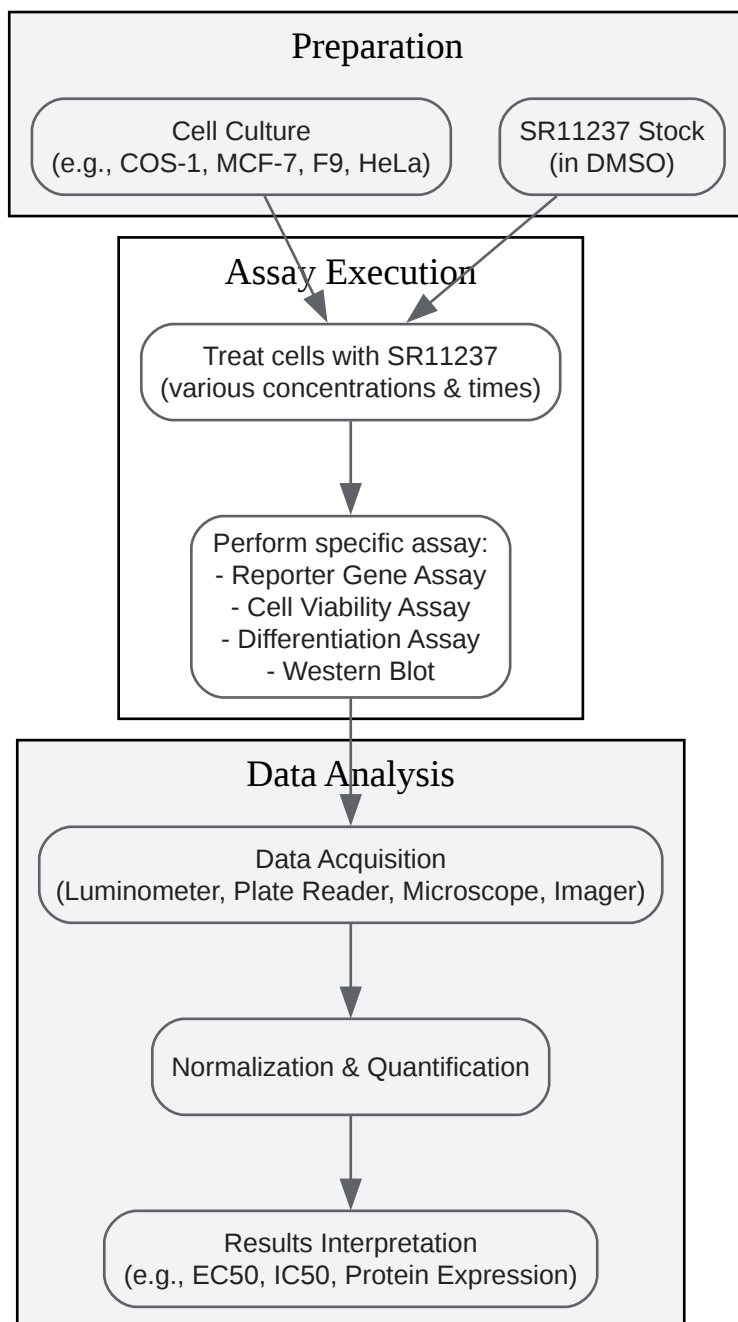 Preparation
Cell Culture
(e.g., COS-1, MCF-7, F9, HeLa)
SR11237 Stock
(in DMSO)
Assay Execution
Treat cells with SR11237
(various concentrations & times)
Perform specific assay:
- Reporter Gene Assay
- Cell Viability Assay
- Differentiation Assay
- Western Blot
Data Analysis
Data Acquisition
(Luminometer, Plate Reader, Microscope, Imager)
Normalization & Quantification
Results Interpretation
(e.g., EC50, IC50, Protein Expression)